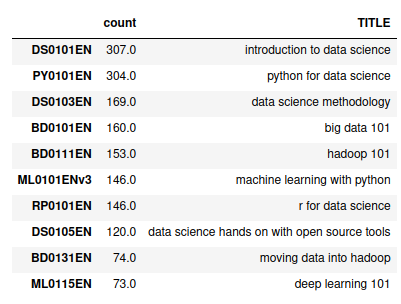 count TITLE
DS0101EN 307.0 introduction to data science
PY0101EN 304.0 python for data science
DS0103EN 169.0 data science methodology
BD0101EN 160.0 big data 101
BD0111EN 153.0 hadoop 101
ML0101ENv3 146.0 machine learning with python
RP0101EN 146.0 r for data science
DS0105EN 120.0 data science hands on with open source tools
BD0131EN 74.0 moving data into hadoop
ML0115EN 73.0 deep learning 101